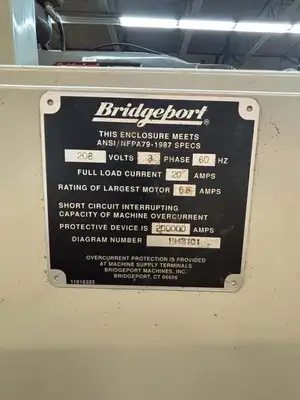 Bridgeport
THIS ENCLOSURE MEETS
ANSI/NFPA79-1987 SPECS
208 VOLTS 3 PHASE 60 HZ
FULL LOAD CURRENT 20 AMPS
RATING OF LARGEST MOTOR AMPS
SHORT CIRCUIT INTERRUPTING
CAPACITY OF MACHINE OVERCURRENT
PROTECTIVE DEVICE IS 200000 AMPS
DIAGRAM NUMBER 1943101
OVERCURRENT PROTECTION IS PROVIDED
AT MACHINE SUPPLY TERMINALS
BRIDGEPORT MACHINES, INC.
BRIDGEPORT, CT 06606
11010323